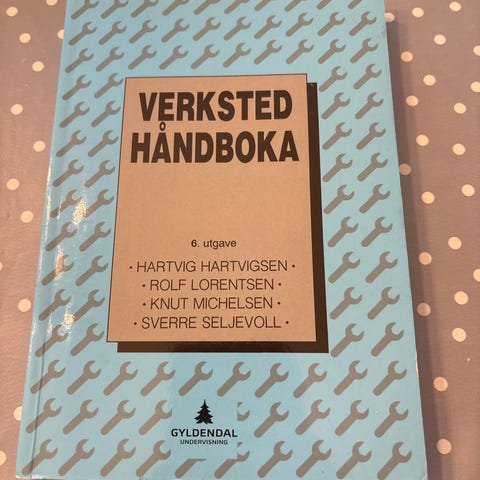 VERKSTED
HÅNDBOKA
6. utgave
· HARTVIG HARTVIGSEN ·
· ROLF LORENTSEN ·
· KNUT MICHELSEN ·
· SVERRE SELJEVOLL ·
GYLDENDAL
UNDERVISNING